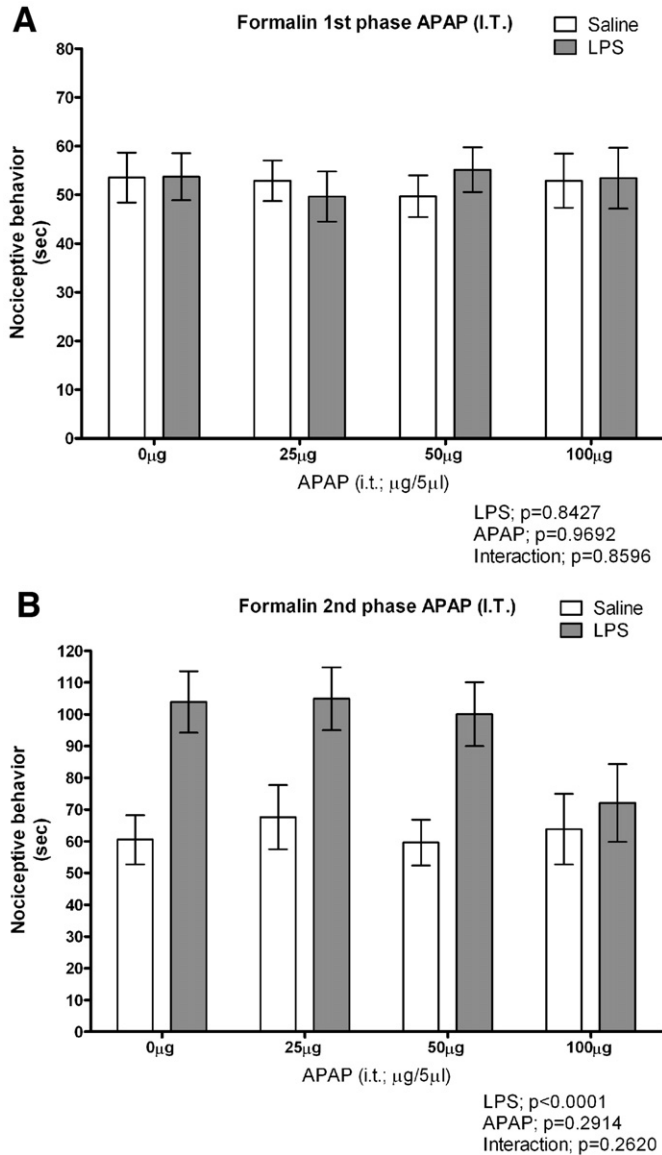 A
Formalin 1st phase APAP (I.T.)
Saline
LPS
80
70
60
50
40
30
20
10
0
Nociceptive behavior
(sec)
0μg 25μg 50μg 100μg
APAP (i.t.; μg/5μl)
LPS; p=0.8427
APAP; p=0.9692
Interaction; p=0.8596
B
Formalin 2nd phase APAP (I.T.)
Saline
LPS
120
110
100
90
80
70
60
50
40
30
20
10
0
Nociceptive behavior
(sec)
0μg 25μg 50μg 100μg
APAP (i.t.; μg/5μl)
LPS; p<0.0001
APAP; p=0.2914
Interaction; p=0.2620